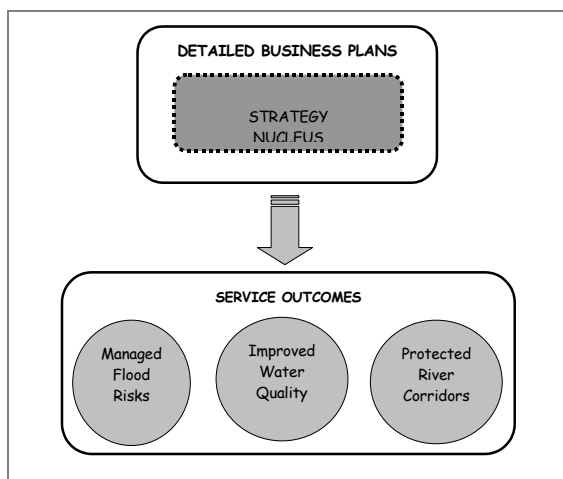 DETAILED BUSINESS PLANS
STRATEGY
NUCLEUS
SERVICE OUTCOMES
Managed
Flood
Risks
Improved
Water
Quality
Protected
River
Corridors